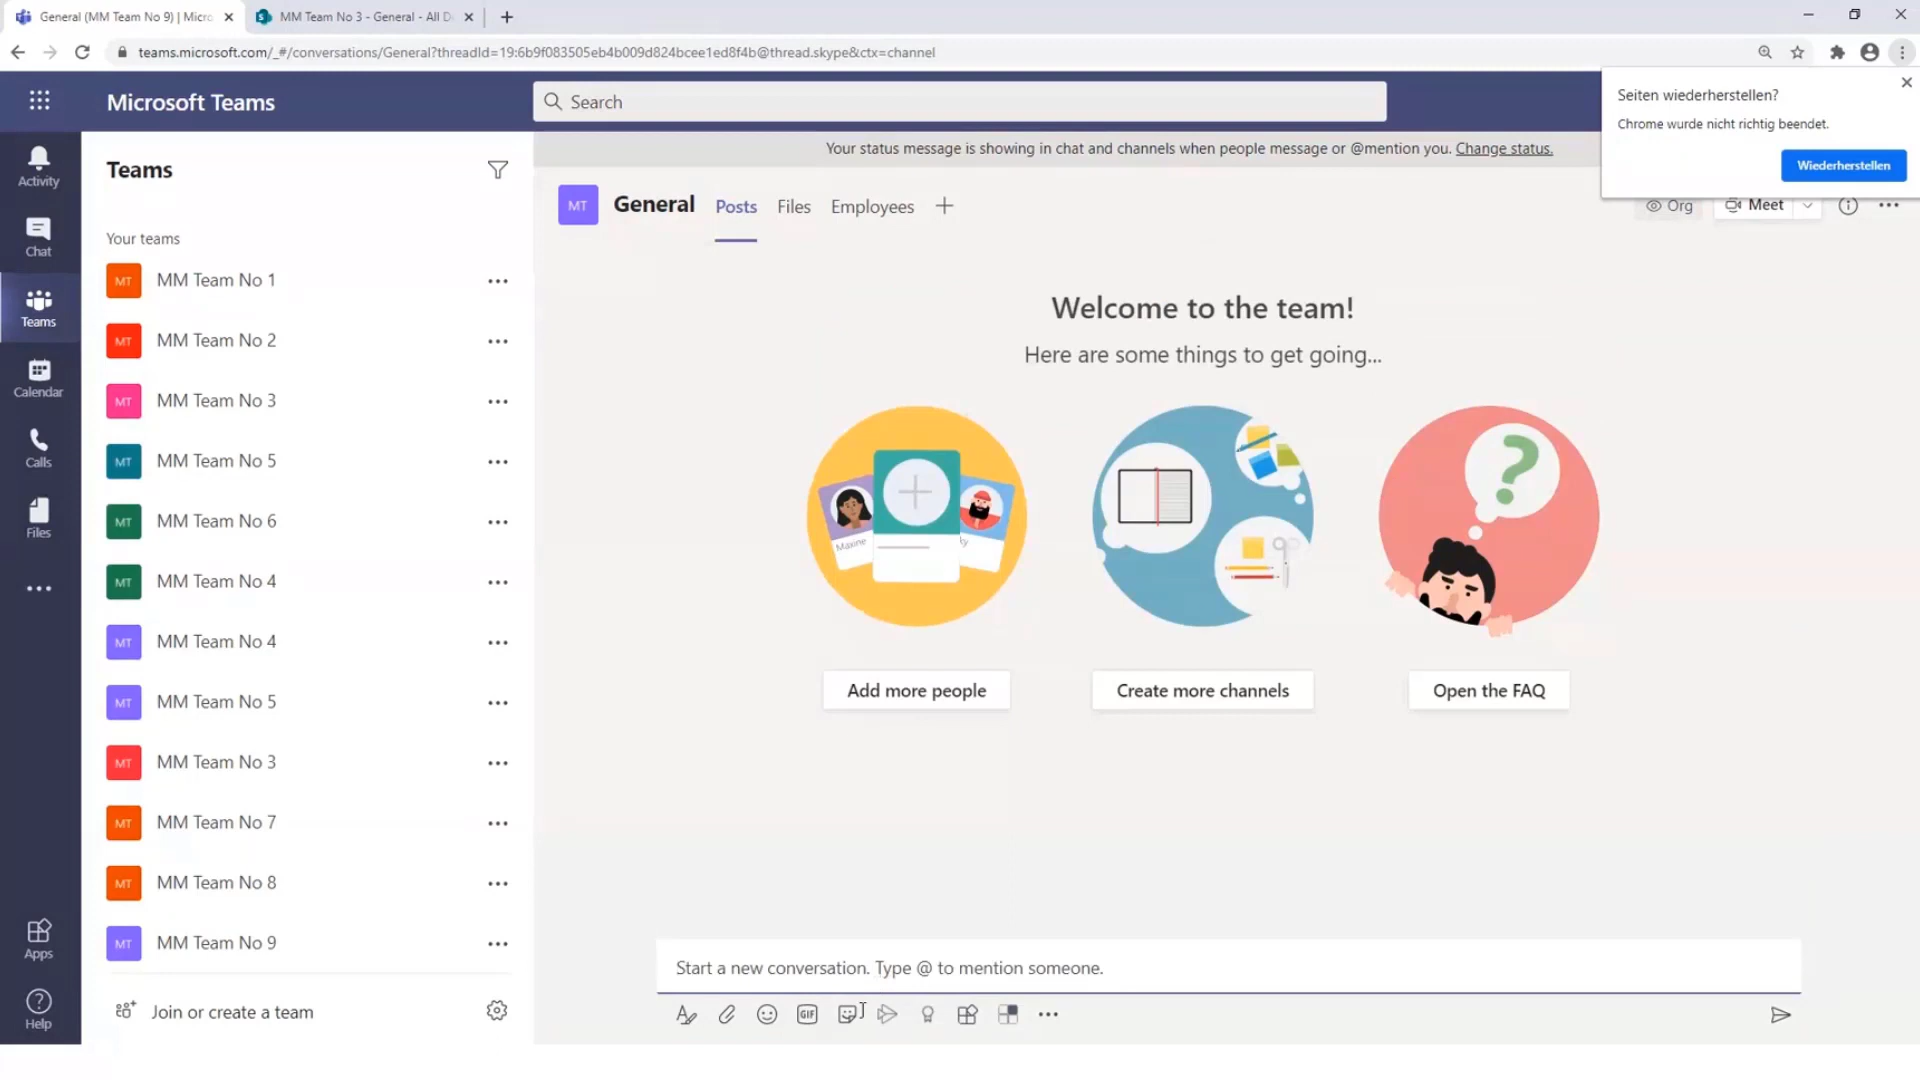 General (MM Team No 9) | Micro
MM Team No 3 - General - All D
teams.microsoft.com/_#/conversations/General?threadId=19:6b9f083505eb4b009d824bcee1ed8f4b@thread.skype&ctx=channel
Seiten wiederherstellen?
Chrome wurde nicht richtig beendet.
Wiederherstellen
Microsoft Teams
Search
Your status message is showing in chat and channels when people message or @mention you. Change status.
Activity
Chat
Teams
Calendar
Calls
Files
Apps
Help
Teams
Your teams
MT MM Team No 1
MT MM Team No 2
MT MM Team No 3
MT MM Team No 5
MT MM Team No 6
MT MM Team No 4
MT MM Team No 4
MT MM Team No 5
MT MM Team No 3
MT MM Team No 7
MT MM Team No 8
MT MM Team No 9
Join or create a team
MT General Posts Files Employees
Org Meet
Welcome to the team!
Here are some things to get going...
Maxine
ky
Add more people
Create more channels
Open the FAQ
Start a new conversation. Type @ to mention someone.
GIF